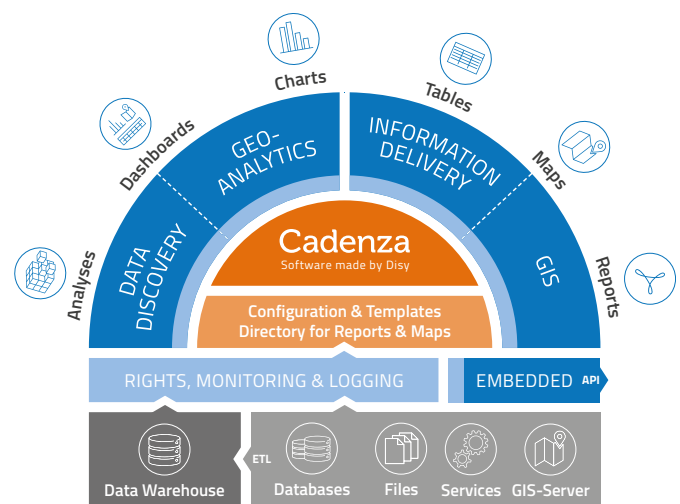 Charts
Tables
Dashboards
Maps
Analyses
Reports
GEO-
ANALYTICS
INFORMATION
DELIVERY
DATA
DISCOVERY
GIS
Cadenza
Software made by Disy
Configuration & Templates
Directory for Reports & Maps
RIGHTS, MONITORING & LOGGING
EMBEDDED API
ETL
Data Warehouse
Databases
Files
Services
GIS-Server